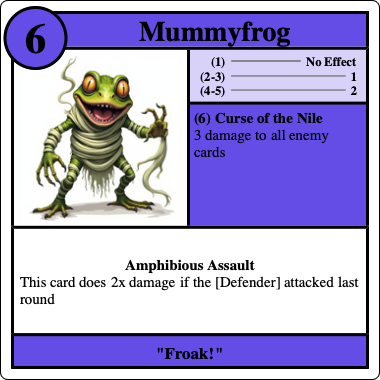 6
Mummyfrog
(1) No Effect
(2-3) 1
(4-5) 2
(6) Curse of the Nile
3 damage to all enemy
cards
Amphibious Assault
This card does 2x damage if the [Defender] attacked last
round
"Froak!"